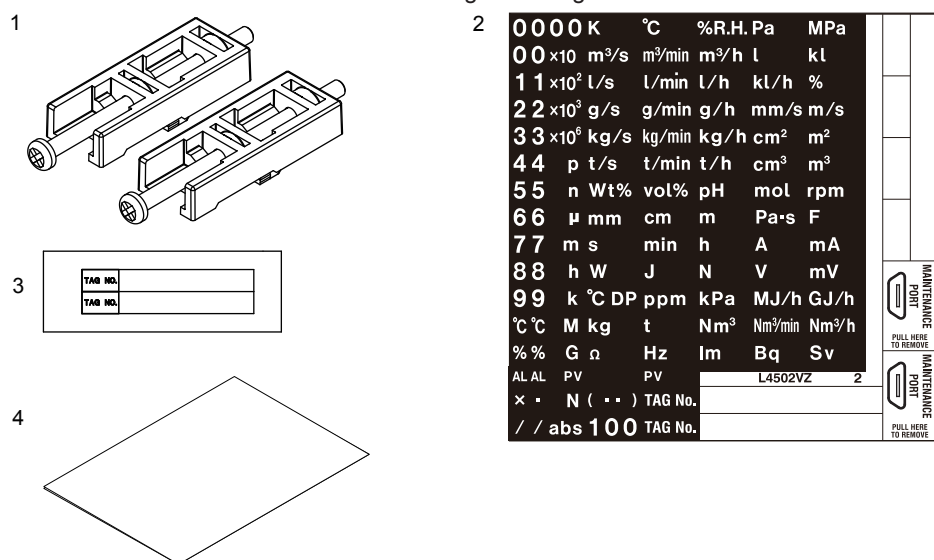 1
2
0000 K ℃ %R.H. Pa MPa
00 ×10 m³/s m³/min m³/h l kl
11 ×10² l/s l/min l/h kl/h %
22 ×10³ g/s g/min g/h mm/s m/s
33 ×10⁶ kg/s kg/min kg/h cm² m²
44 p t/s t/min t/h cm³ m³
55 n Wt% vol% pH mol rpm
66 μ mm cm m Pa·s F
77 m s min h A mA
88 h W J N V mV
99 k ℃ DP ppm kPa MJ/h GJ/h
℃ ℃ M kg t Nm³ Nm³/min Nm³/h
% % G Ω Hz lm Bq Sv
AL AL PV PV L4502VZ 2
× · N ( ·· ) TAG No.
/ / abs 100 TAG No.
MAINTENANCE
PORT
PULL HERE
TO REMOVE
MAINTENANCE
PORT
PULL HERE
TO REMOVE
3
TAG NO.
TAG NO.
4